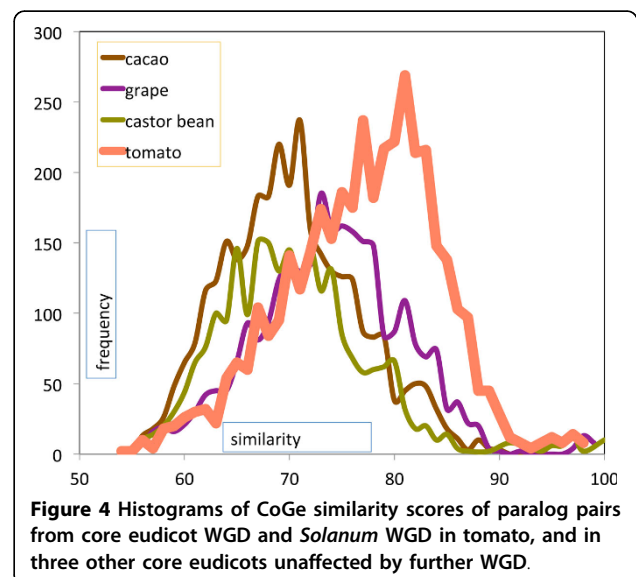 300
250
200
150
100
50
0
cacao
grape
castor bean
tomato
frequency
similarity
50 60 70 80 90 100
Figure 4 Histograms of CoGe similarity scores of paralog pairs
from core eudicot WGD and Solanum WGD in tomato, and in
three other core eudicots unaffected by further WGD.